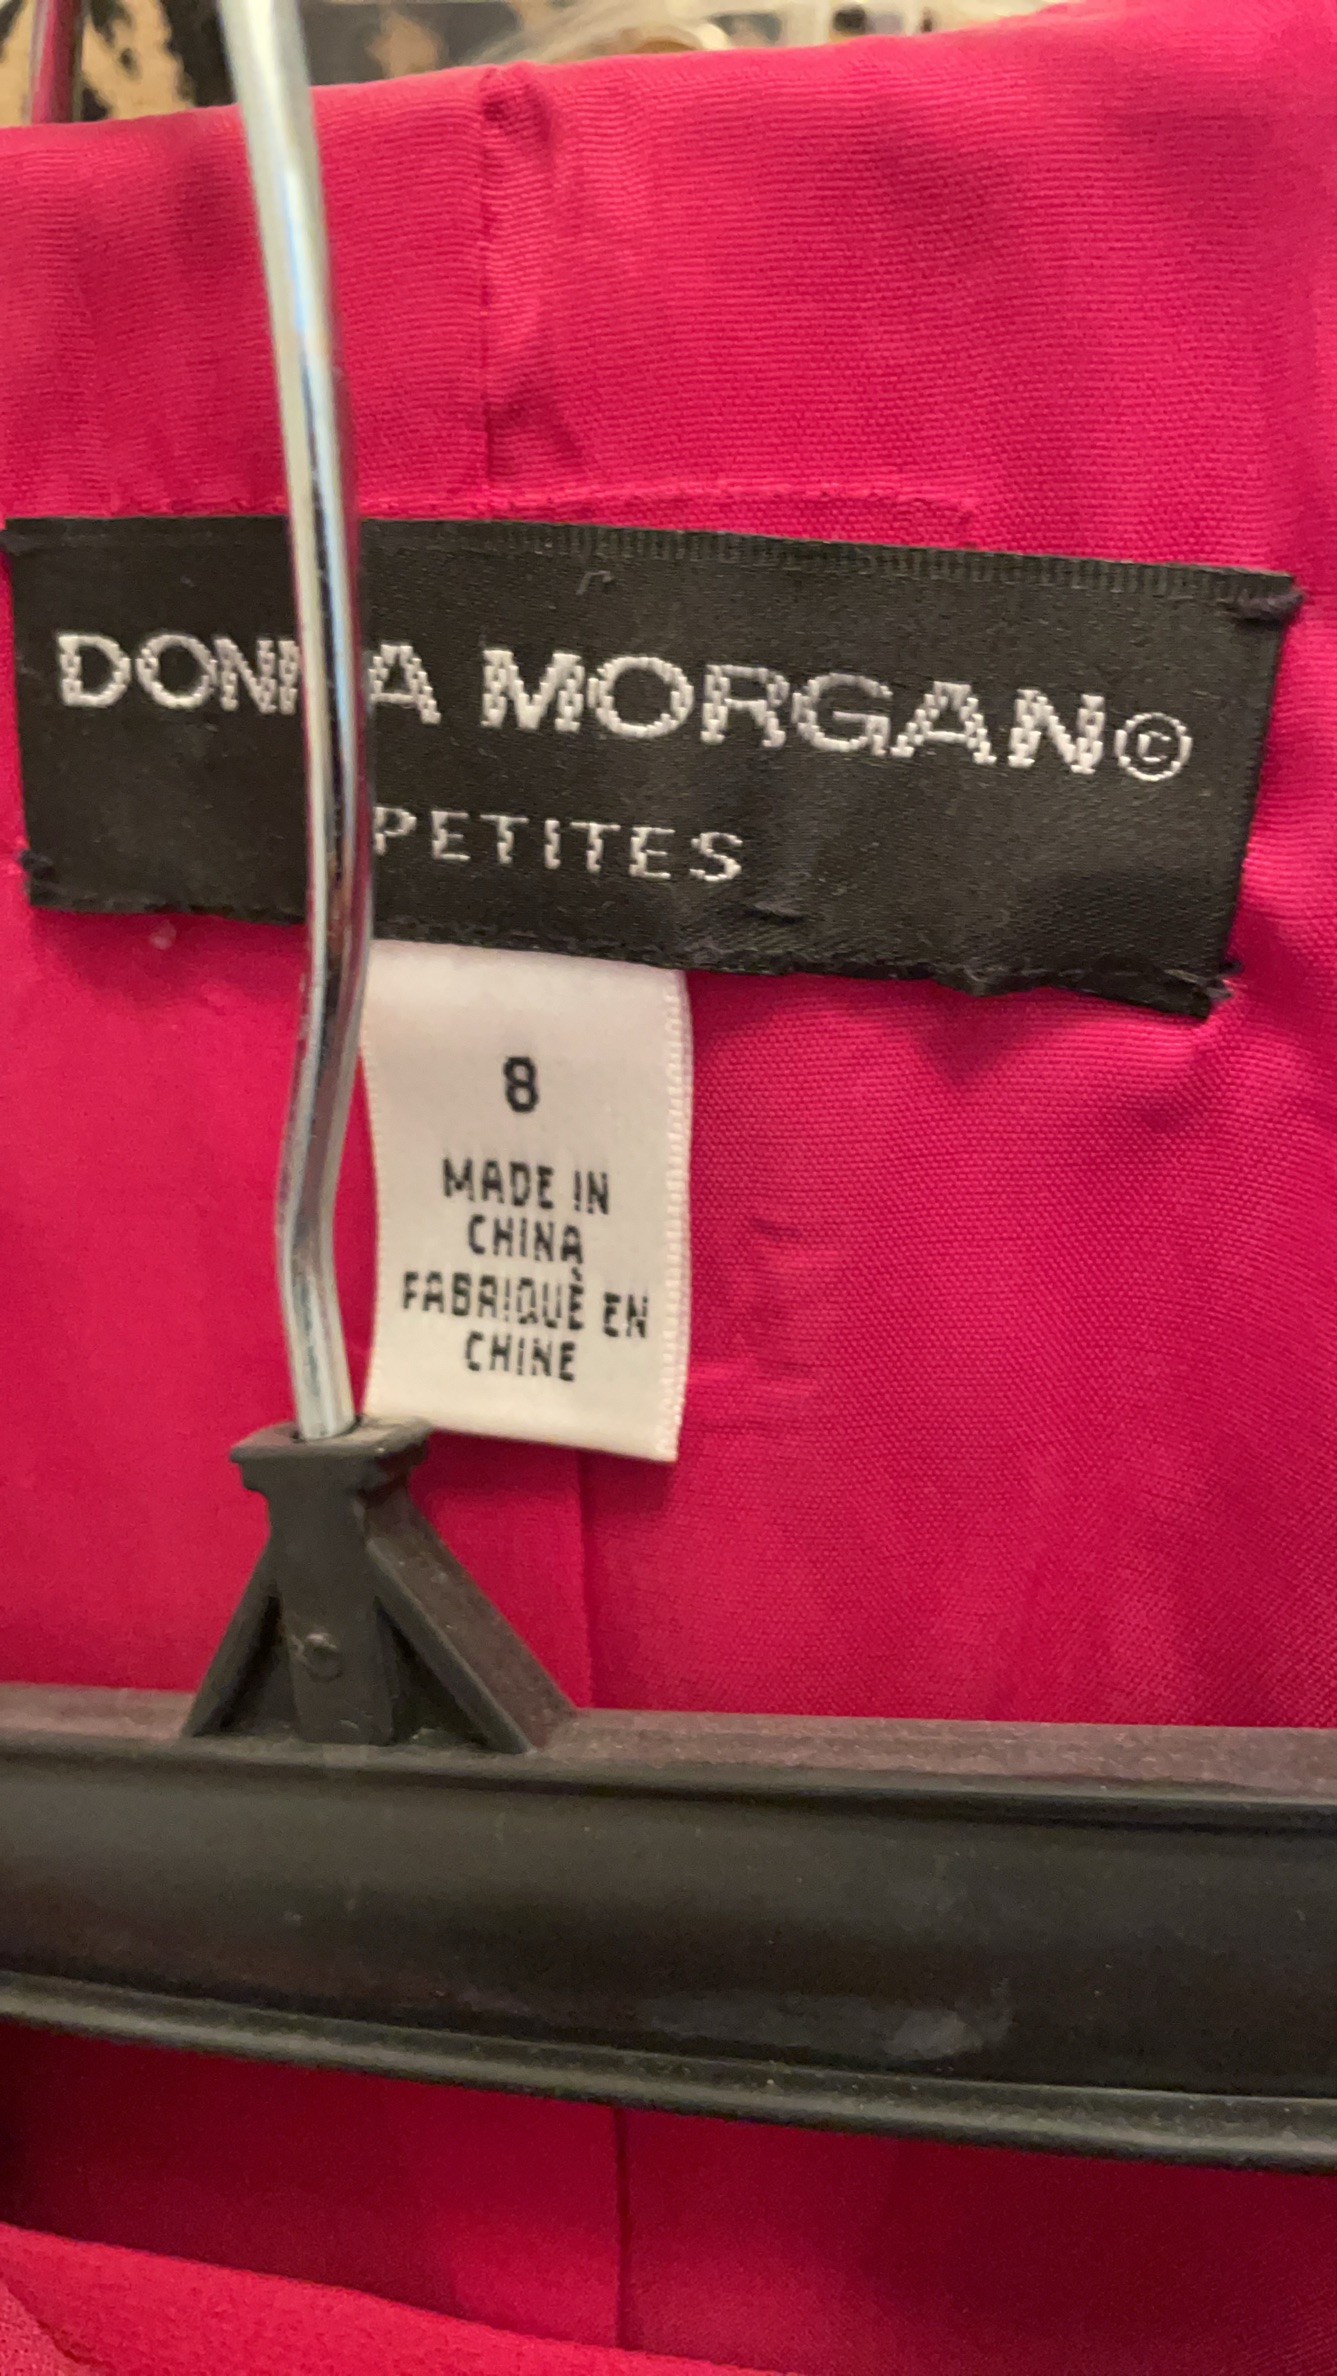 DONNA MORGAN©
PETITES
8
MADE IN
CHINA
FABRIQUÈ EN
CHINE